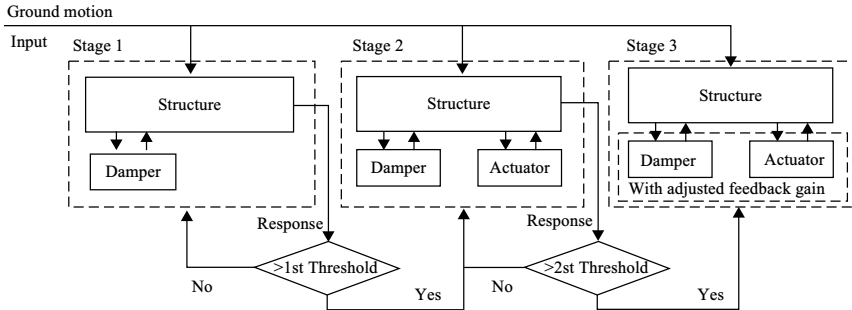 Ground motion
Input
Stage 1
Stage 2
Stage 3
Structure
Structure
Structure
Damper
Damper
Actuator
Damper
Actuator
With adjusted feedback gain
Response
Response
>1st Threshold
>2st Threshold
No
Yes
No
Yes